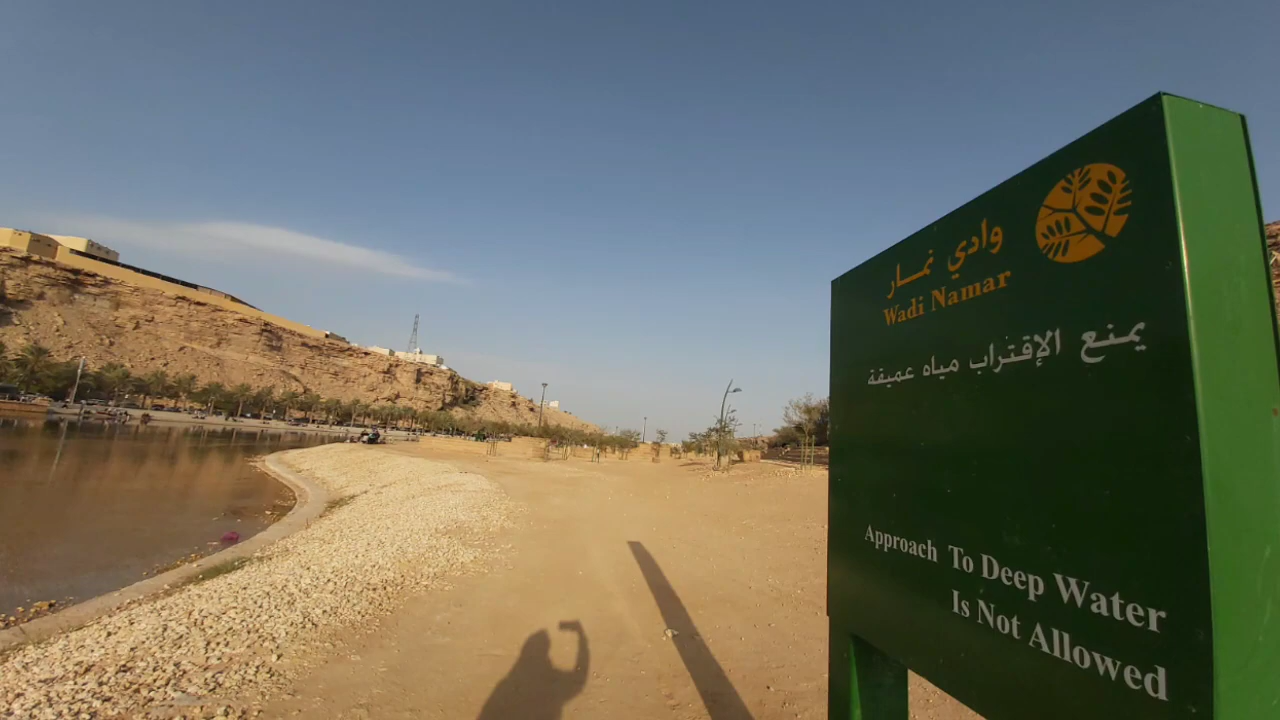 وادي نمار
Wadi Namar
يمنع الإقتراب مياه عميقة
Approach To Deep Water
Is Not Allowed